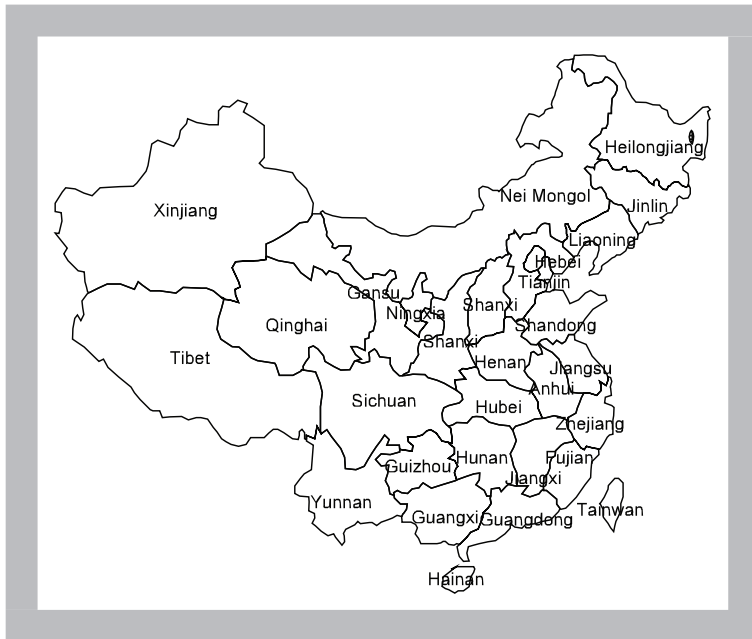 Heilongjiang
Nei Mongol
Jinlin
Xinjiang
Liaoning
Hebei
Tianjin
Gansu
Ningxia
Shanxi
Qinghai
Shandong
Shanxi
Tibet
Henan
Jiangsu
Anhui
Sichuan
Hubei
Zhejiang
Guizhou
Hunan
Fujian
Jiangxi
Yunnan
Guangxi
Guangdong
Tainwan
Hainan